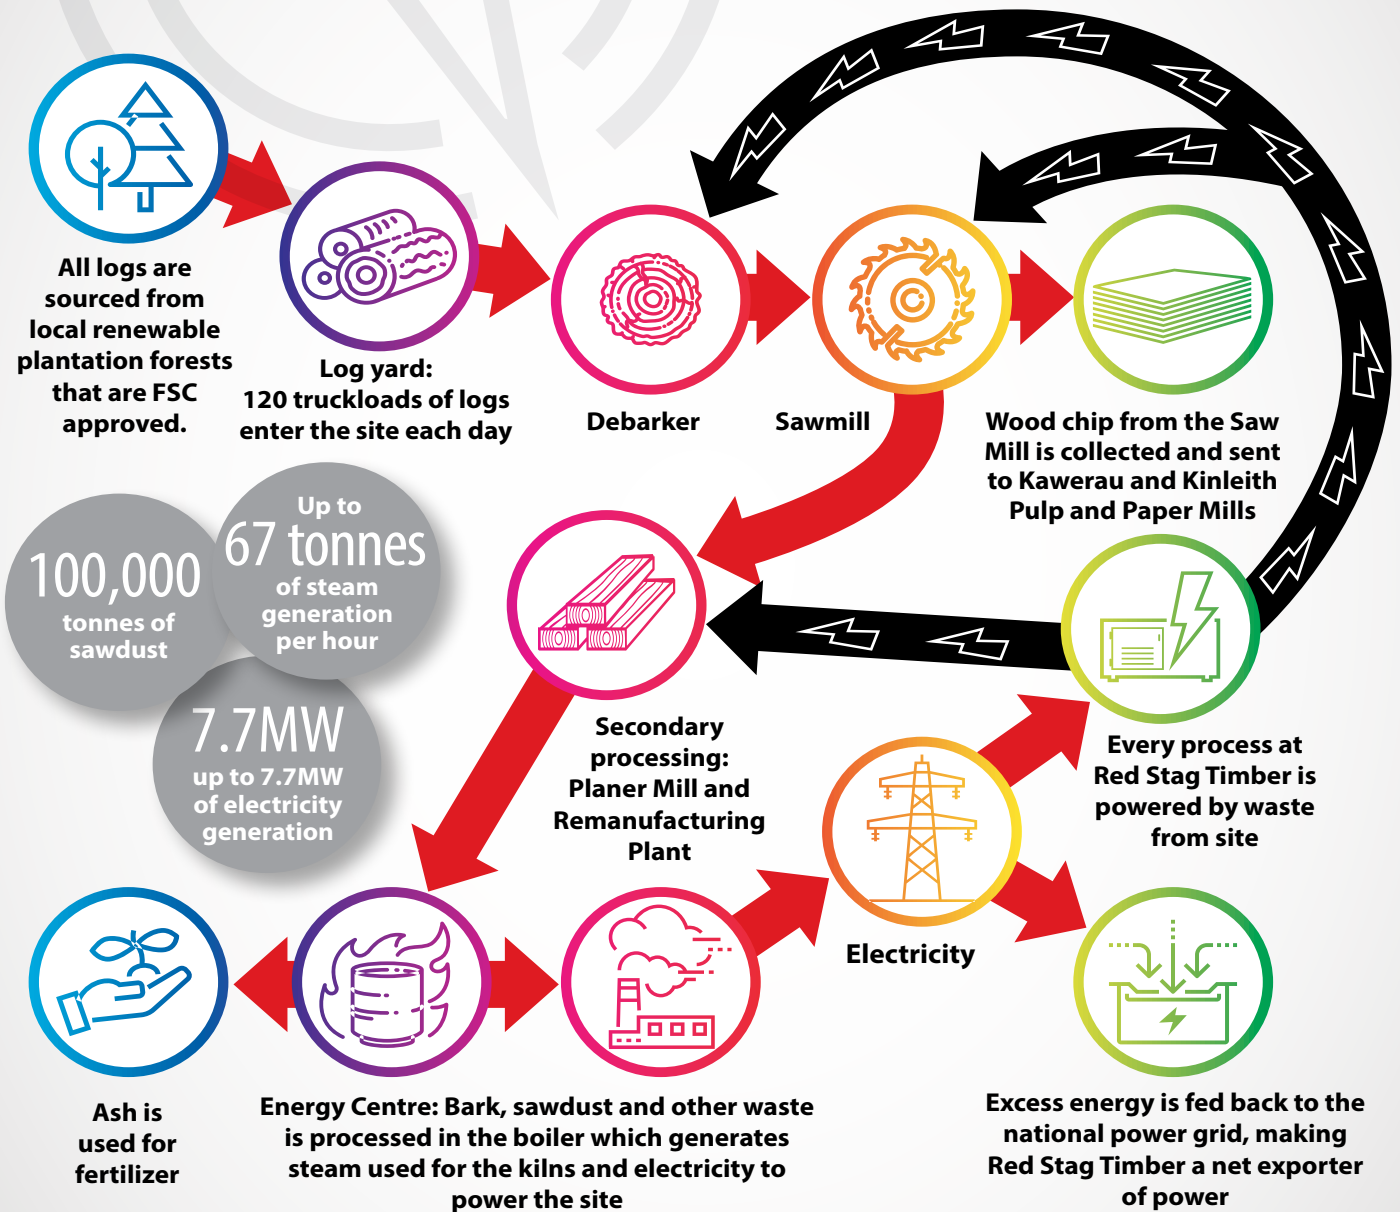 All logs are
sourced from
local renewable
plantation forests
that are FSC
approved.
Log yard:
120 truckloads of logs
enter the site each day
Debarker
Sawmill
Wood chip from the Saw
Mill is collected and sent
to Kawerau and Kinleith
Pulp and Paper Mills
100,000
tonnes of
sawdust
Up to
67 tonnes
of steam
generation
per hour
7.7MW
up to 7.7MW
of electricity
generation
Secondary
processing:
Planer Mill and
Remanufacturing
Plant
Every process at
Red Stag Timber is
powered by waste
from site
Electricity
Ash is
used for
fertilizer
Energy Centre: Bark, sawdust and other waste
is processed in the boiler which generates
steam used for the kilns and electricity to
power the site
Excess energy is fed back to the
national power grid, making
Red Stag Timber a net exporter
of power